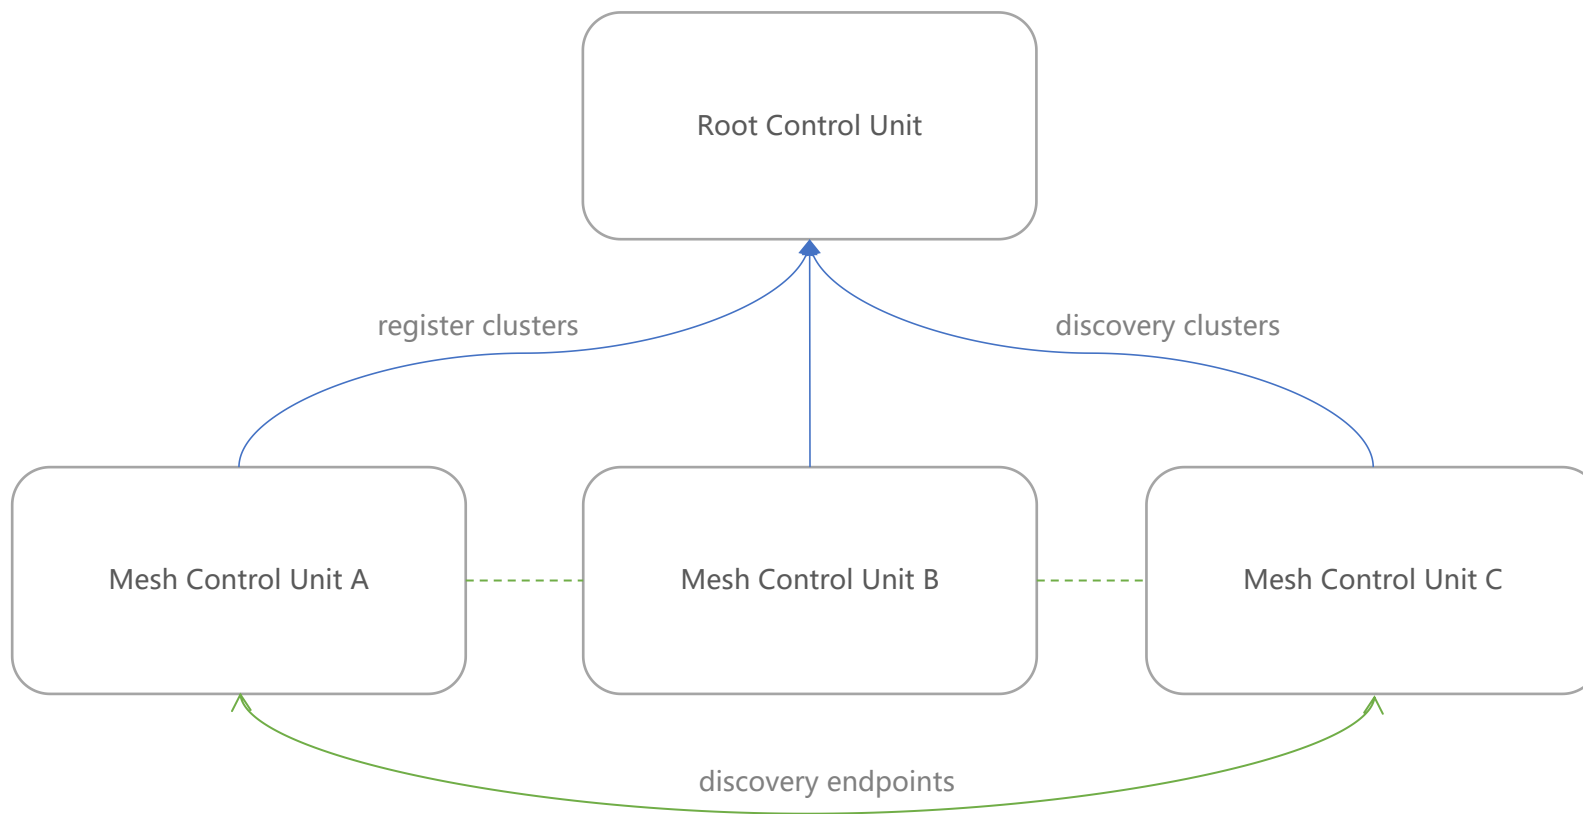 Root Control Unit
register clusters
discovery clusters
Mesh Control Unit A
Mesh Control Unit B
Mesh Control Unit C
discovery endpoints